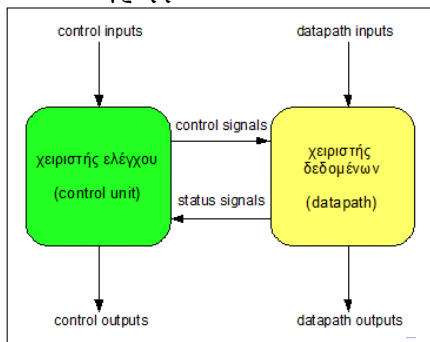 control inputs
datapath inputs
control signals
χειριστής ελέγχου
(control unit)
χειριστής
δεδομένων
(datapath)
status signals
control outputs
datapath outputs